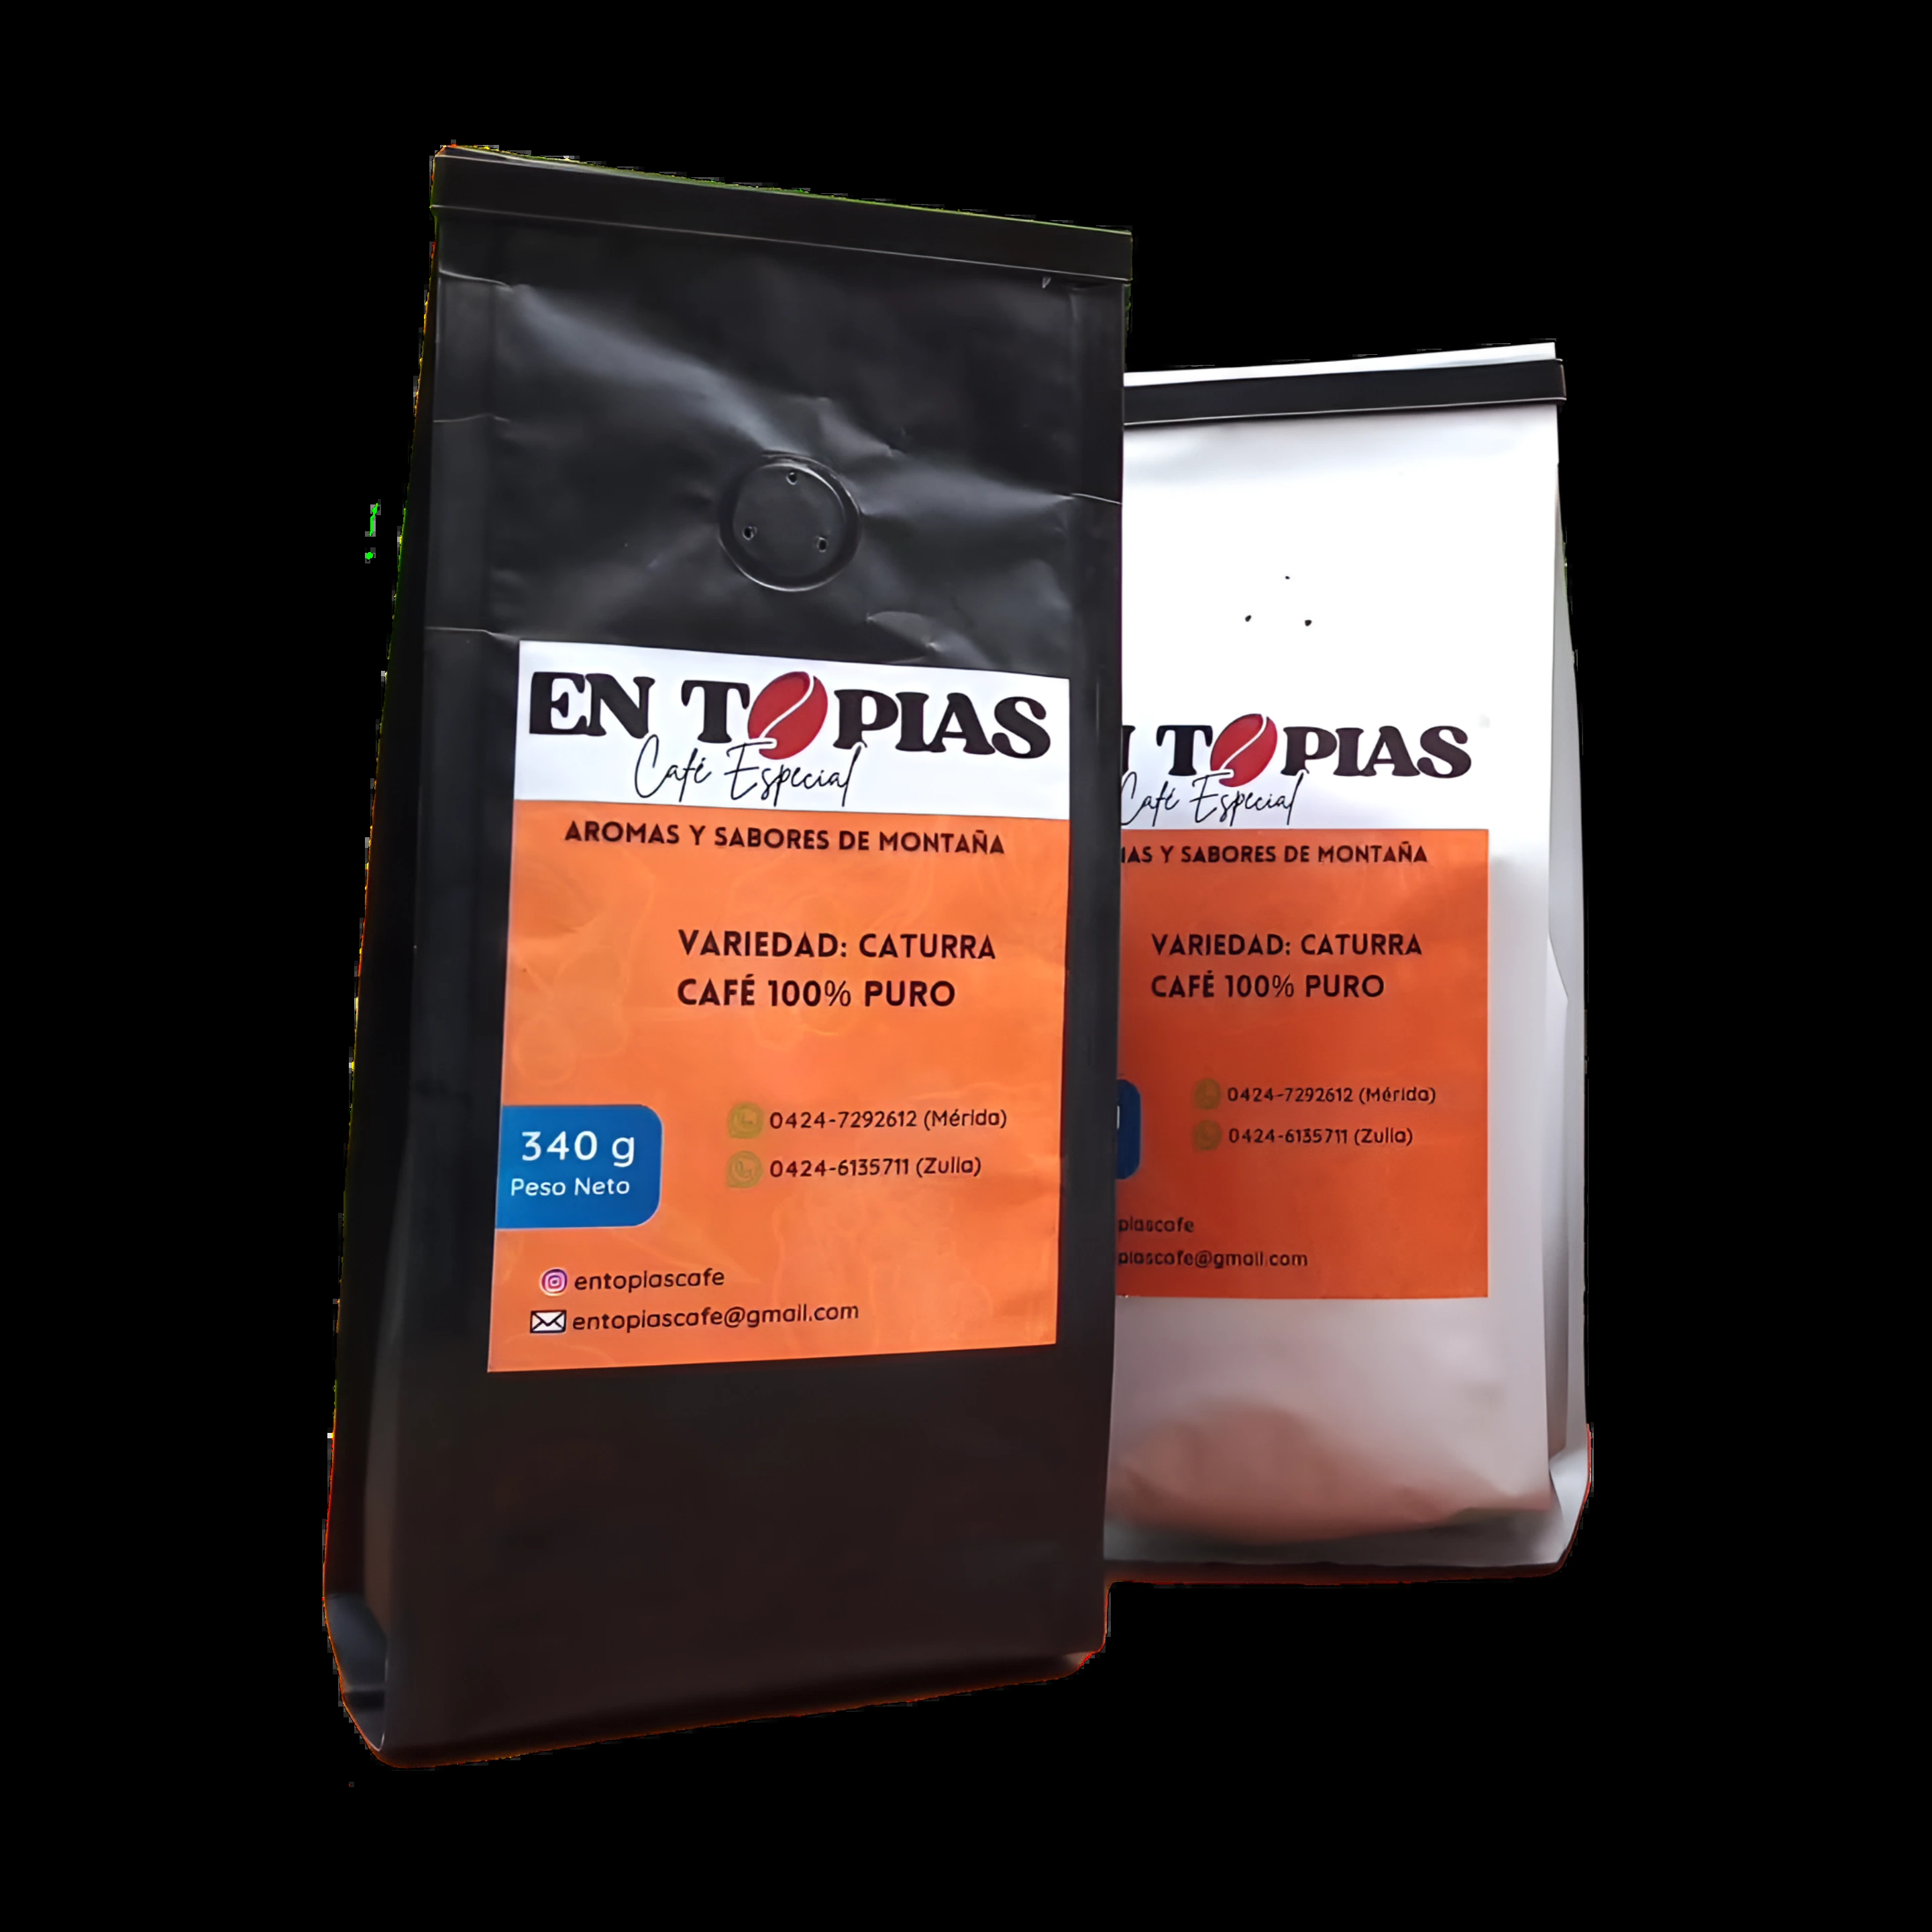 EN TOPIAS
Café Especial
AROMAS Y SABORES DE MONTAÑA
VARIEDAD: CATURRA
CAFÉ 100% PURO
0424-7292612 (Mérida)
0424-6135711 (Zulia)
340 g
Peso Neto
entopiascafe
entopiascafe@gmail.com
TOPIAS
Café Especial
Y SABORES DE MONTAÑA
VARIEDAD: CATURRA
CAFÉ 100% PURO
0424-7292612 (Mérida)
0424-6135711 (Zulia)
piascafe
piascafe@gmail.com